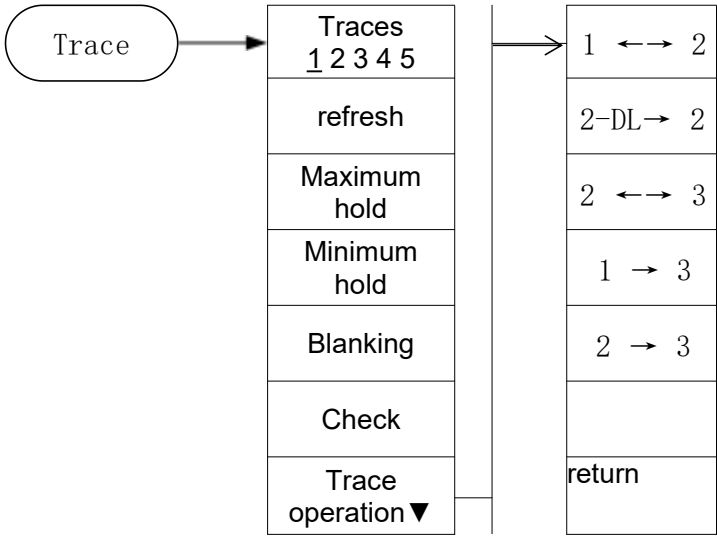 Trace
Traces
1 2 3 4 5
refresh
Maximum
hold
Minimum
hold
Blanking
Check
Trace
operation▼
1 ←→ 2
2-DL→ 2
2 ←→ 3
1 → 3
2 → 3
return